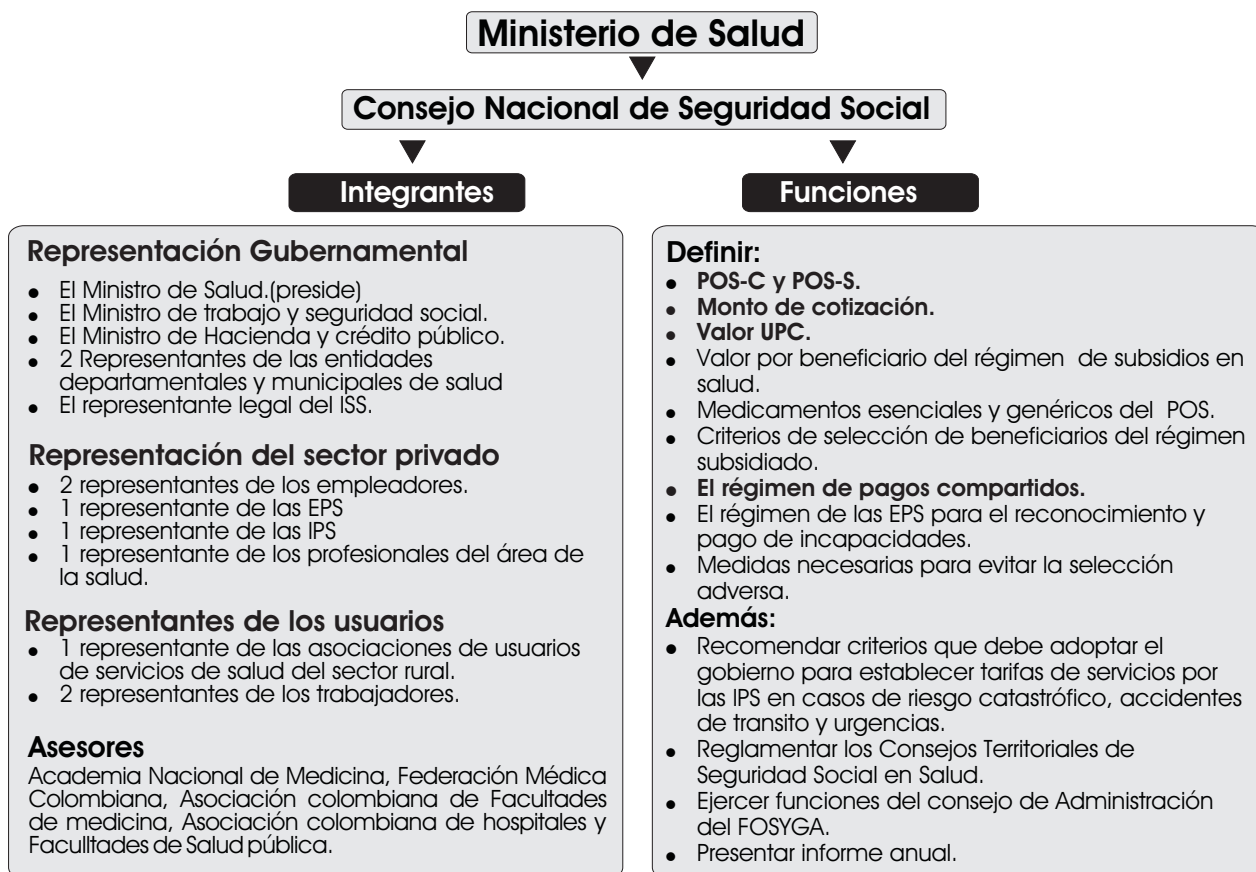 Ministerio de Salud
Consejo Nacional de Seguridad Social
Integrantes
Representación Gubernamental
● El Ministro de Salud.(preside)
● El Ministro de trabajo y seguridad social.
● El Ministro de Hacienda y crédito público.
● 2 Representantes de las entidades
departamentales y municipales de salud
● El representante legal del ISS.
Representación del sector privado
● 2 representantes de los empleadores.
● 1 representante de las EPS
● 1 representante de las IPS
● 1 representante de los profesionales del área de
la salud.
Representantes de los usuarios
● 1 representante de las asociaciones de usuarios
de servicios de salud del sector rural.
● 2 representantes de los trabajadores.
Asesores
Academia Nacional de Medicina, Federación Médica
Colombiana, Asociación colombiana de Facultades
de medicina, Asociación colombiana de hospitales y
Faculltades de Salud pública.
Funciones
Definir:
● POS-C y POS-S.
● Monto de cotización.
● Valor UPC.
● Valor por beneficiario del régimen de subsidios en
salud.
● Medicamentos esenciales y genéricos del POS.
● Criterios de selección de beneficiarios del régimen
subsidiado.
● El régimen de pagos compartidos.
● El régimen de las EPS para el reconocimiento y
pago de incapacidades.
● Medidas necesarias para evitar la selección
adversa.
Además:
● Recomendar criterios que debe adoptar el
gobierno para establecer tarifas de servicios por
las IPS en casos de riesgo catastrófico, accidentes
de transito y urgencias.
● Reglamentar los Consejos Territoriales de
Seguridad Social en Salud.
● Ejercer funciones del consejo de Administración
del FOSYGA.
● Presentar informe anual.